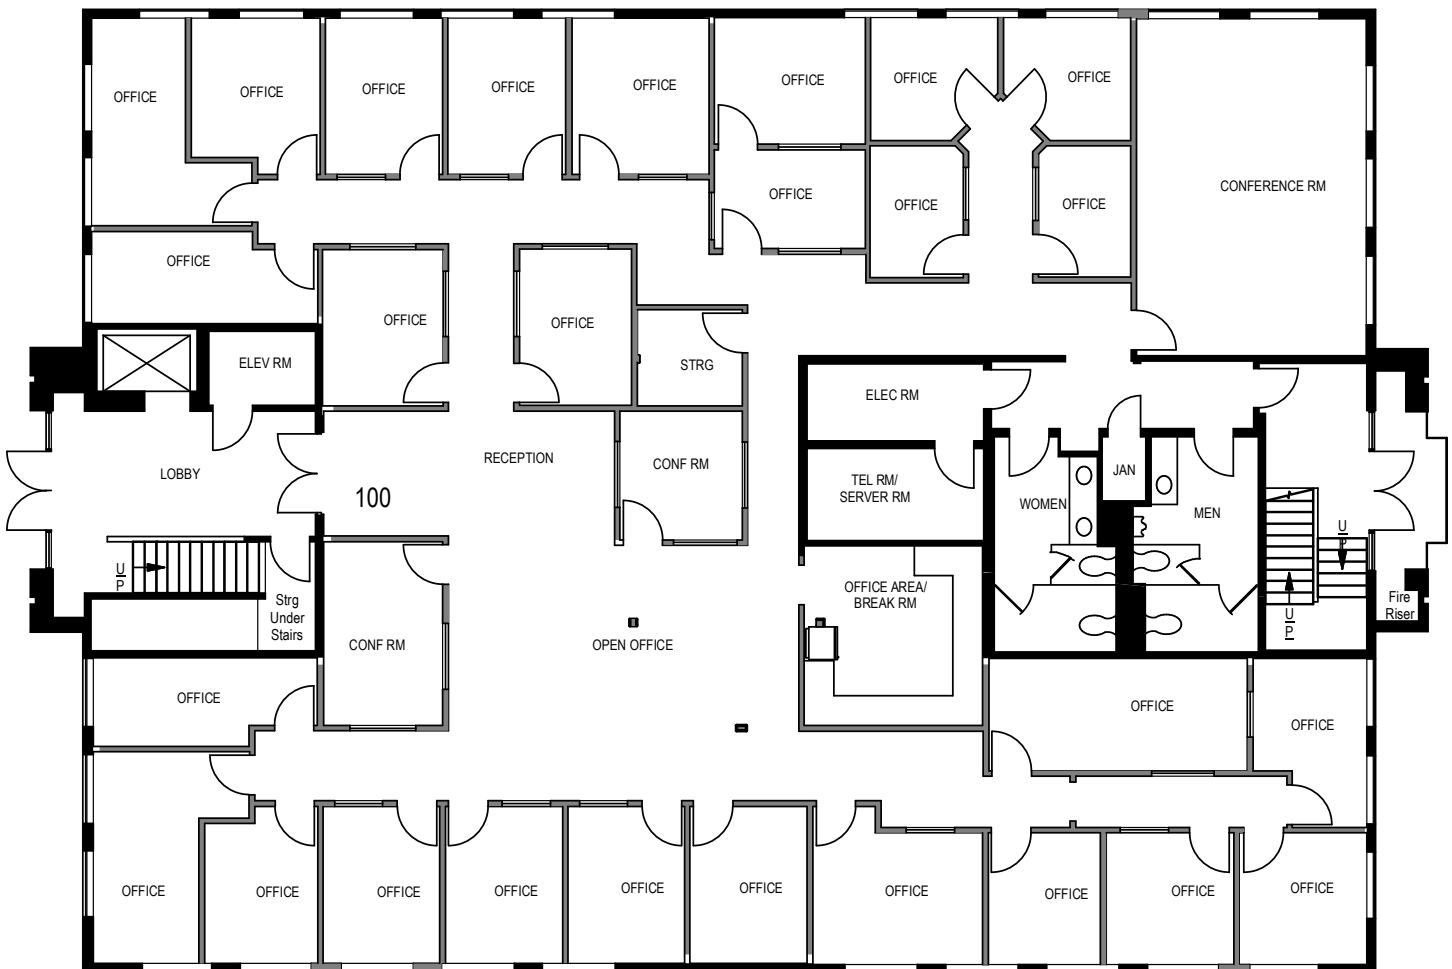 OFFICE
OFFICE
OFFICE
OFFICE
OFFICE
OFFICE
OFFICE
OFFICE
CONFERENCE RM
OFFICE
OFFICE
OFFICE
OFFICE
OFFICE
OFFICE
ELEV RM
STRG
ELEC RM
LOBBY
RECEPTION
CONF RM
TEL RM/
SERVER RM
JAN
100
WOMEN
MEN
UP
UP
UP
Strg
Under
Stairs
OFFICE AREA/
BREAK RM
Fire
Riser
CONF RM
OPEN OFFICE
OFFICE
OFFICE
OFFICE
OFFICE
OFFICE
OFFICE
OFFICE
OFFICE
OFFICE
OFFICE
OFFICE
OFFICE
OFFICE